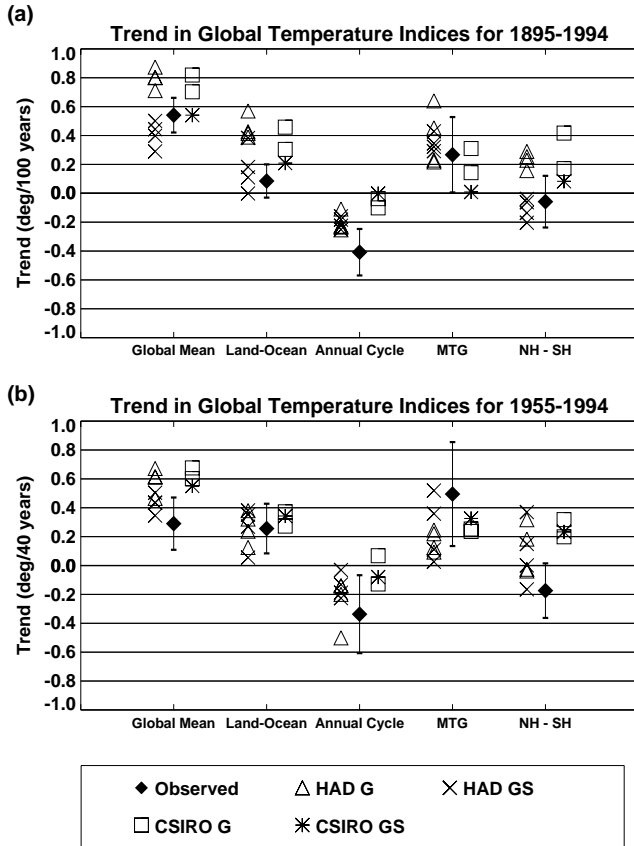 (a)
Trend in Global Temperature Indices for 1895-1994
Trend (deg/100 years)
1.0
0.8
0.6
0.4
0.2
0.0
-0.2
-0.4
-0.6
-0.8
-1.0
Global Mean Land-Ocean Annual Cycle MTG NH - SH
(b)
Trend in Global Temperature Indices for 1955-1994
Trend (deg/40 years)
1.0
0.8
0.6
0.4
0.2
0.0
-0.2
-0.4
-0.6
-0.8
-1.0
Global Mean Land-Ocean Annual Cycle MTG NH - SH
Observed HAD G HAD GS
CSIRO G CSIRO GS